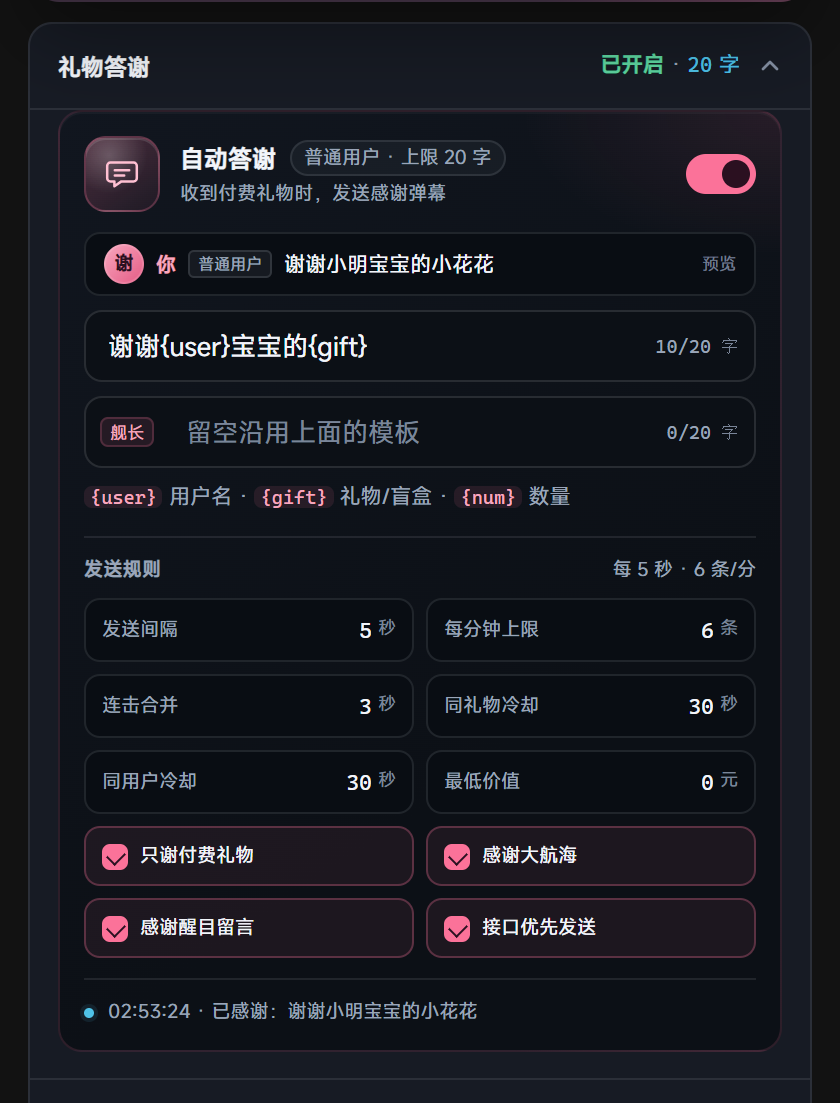 礼物答谢 已开启 · 20 字
自动答谢 普通用户 · 上限 20 字
收到付费礼物时，发送感谢弹幕
谢 你 普通用户 谢谢小明宝宝的小花花 预览
谢谢{user}宝宝的{gift} 10/20 字
舰长 留空沿用上面的模板 0/20 字
{user} 用户名 · {gift} 礼物/盲盒 · {num} 数量
发送规则 每 5 秒 · 6 条/分
发送间隔 5 秒 每分钟上限 6 条
连击合并 3 秒 同礼物冷却 30 秒
同用户冷却 30 秒 最低价值 0 元
只谢付费礼物 感谢大航海
感谢醒目留言 接口优先发送
02:53:24 · 已感谢：谢谢小明宝宝的小花花